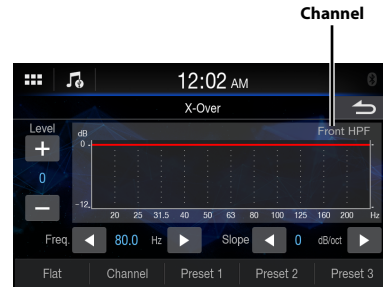 Channel
12:02 AM
X-Over
Level
dB
Front HPF
0
0
-12
20 25 31.5 40 50 63 80 100 125 160 200 Hz
Freq. 80.0 Hz Slope 0 dB/oct
Flat Channel Preset 1 Preset 2 Preset 3